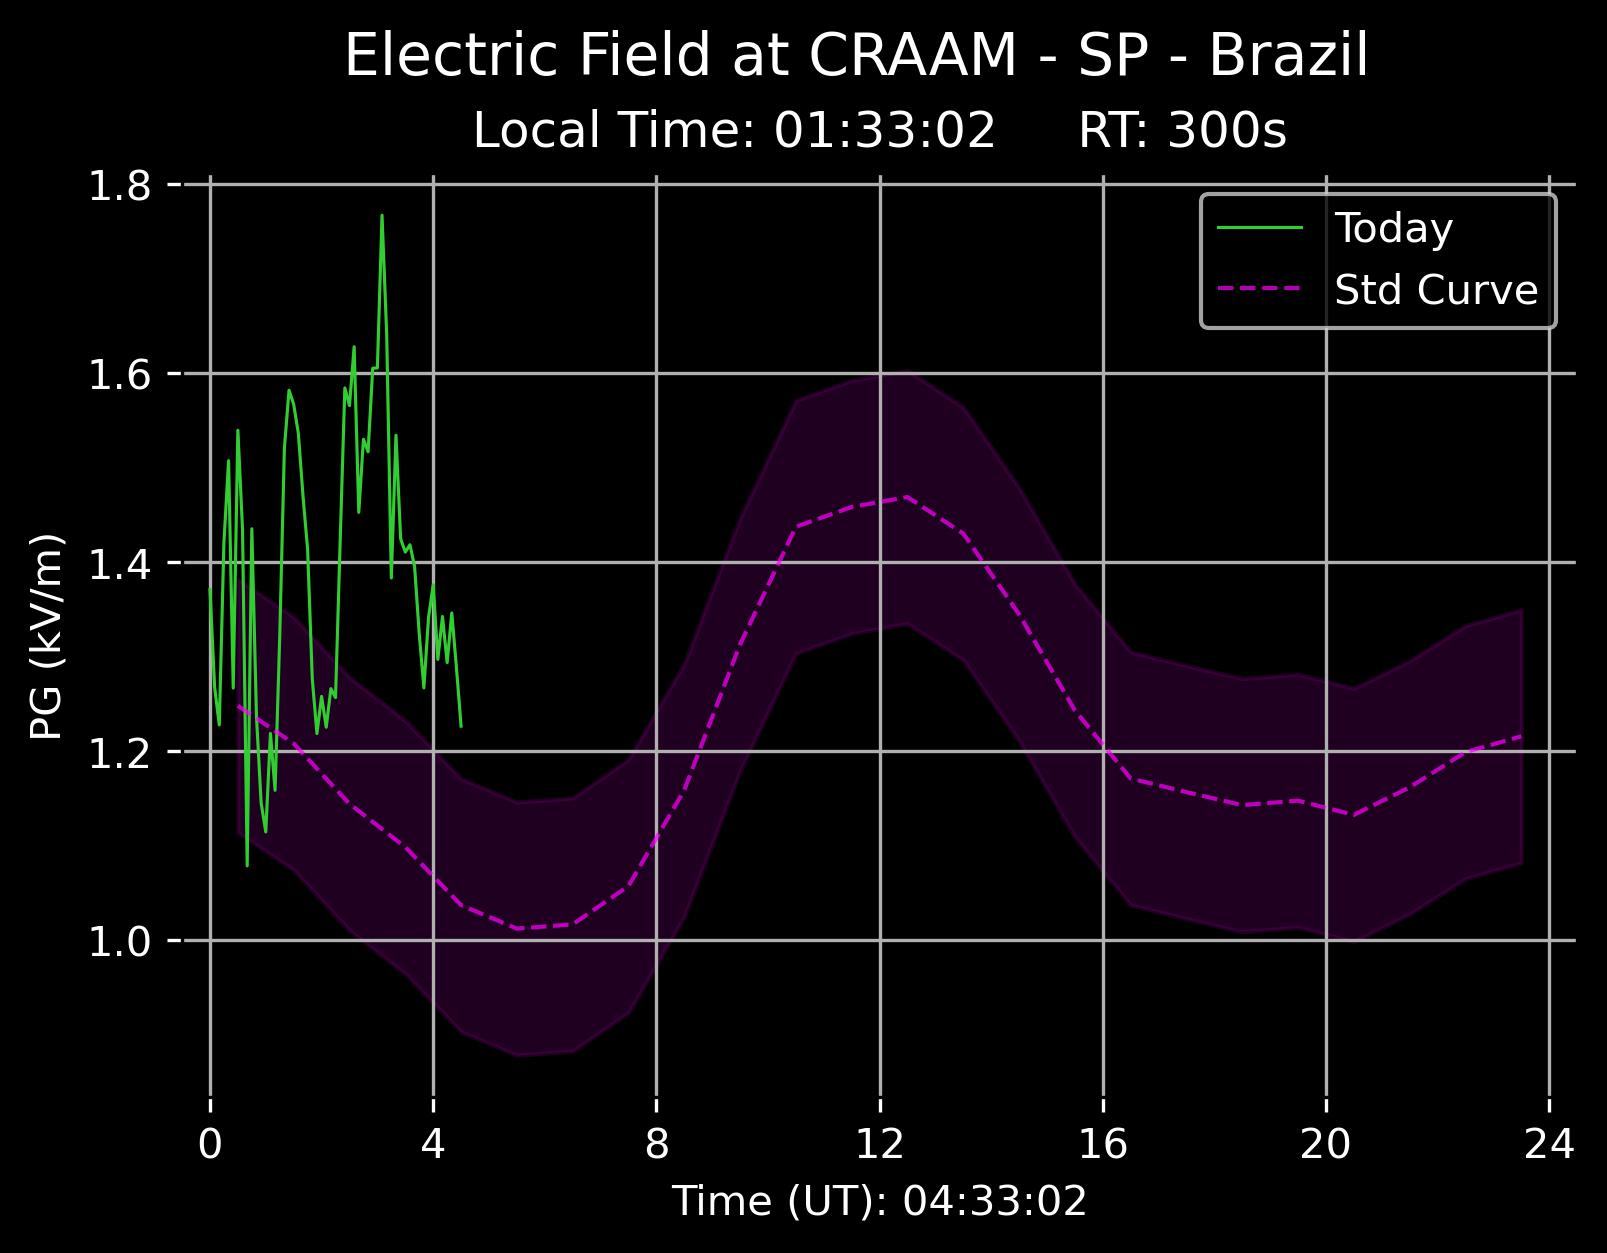 Electric Field at CRAAM - SP - Brazil
Local Time: 01:33:02 RT: 300s
1.8
1.6
1.4
1.2
1.0
PG (kV/m)
Today
Std Curve
0 4 8 12 16 20 24
Time (UT): 04:33:02